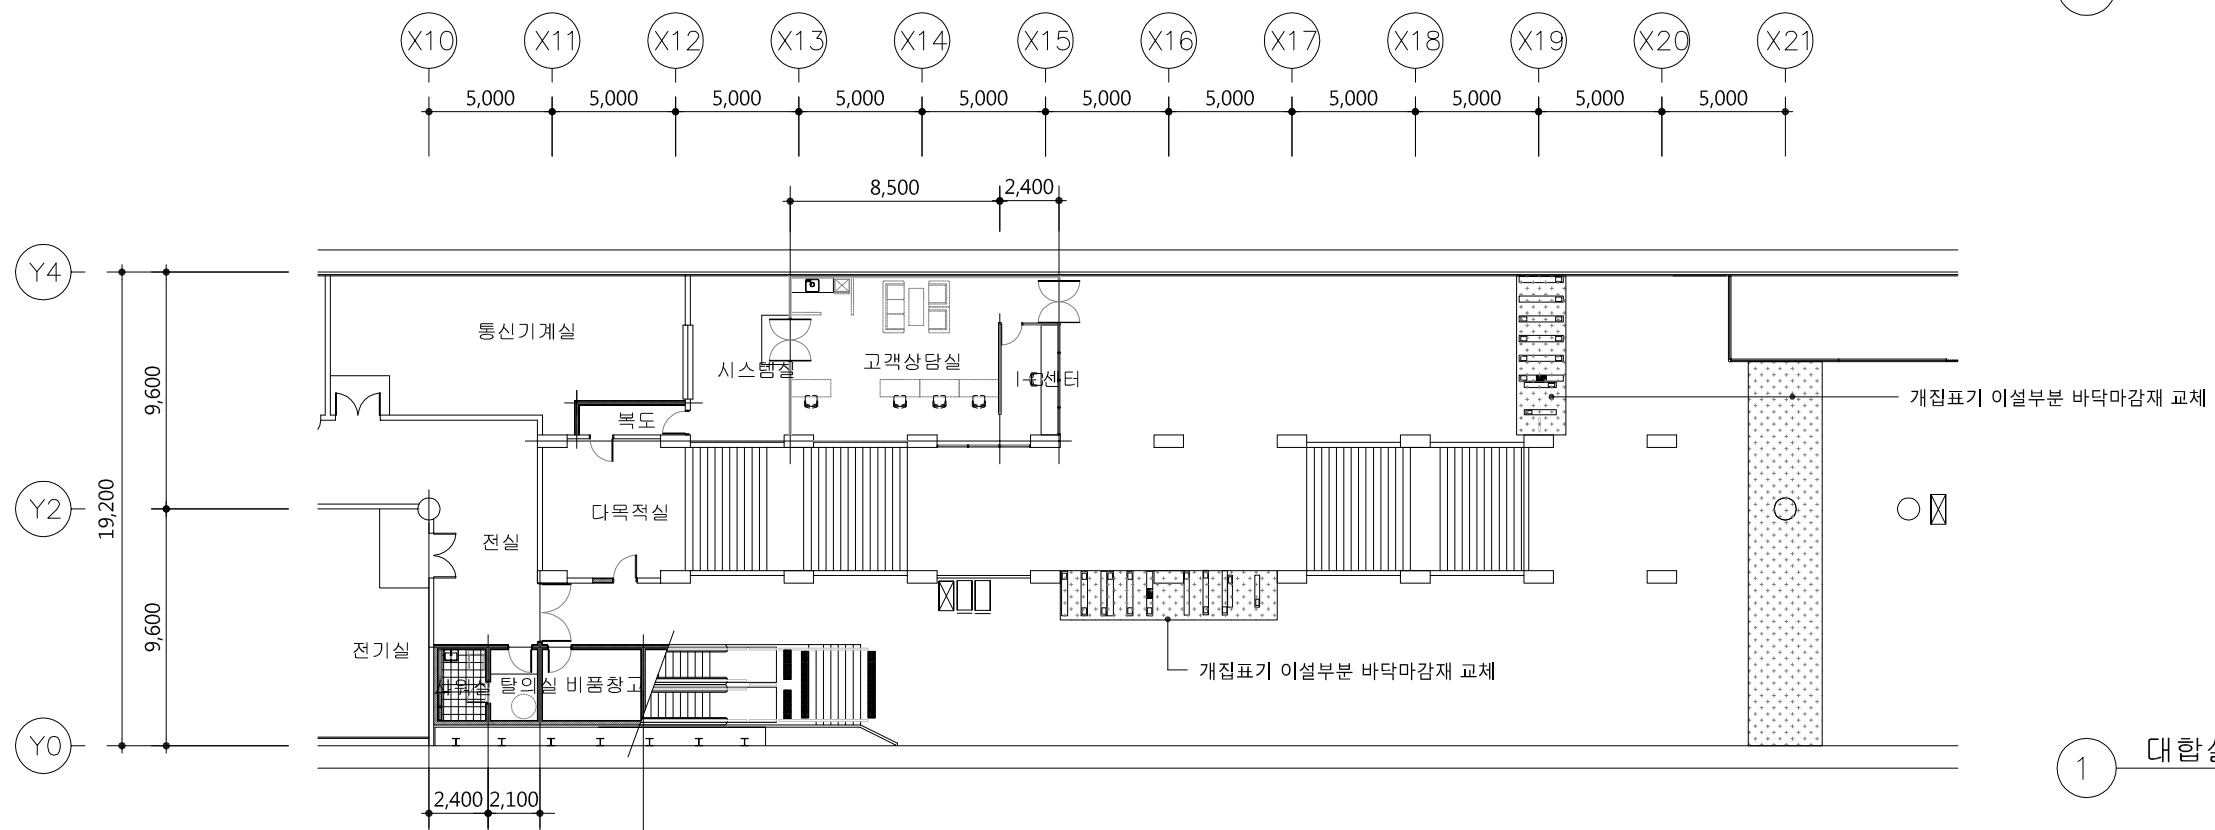 X10 X11 X12 X13 X14 X15 X16 X17 X18 X19 X20 X21
5,000 5,000 5,000 5,000 5,000 5,000 5,000 5,000 5,000 5,000 5,000
8,500 2,400
Y4
통신기계실
시스템실
고객상담실
센터
9,600
개집표기 이설부분 바닥마감재 교체
복도
19,200
Y2
다목적실
전실
9,600
전기실
샤워실 탈의실 비품창고
개집표기 이설부분 바닥마감재 교체
Y0
1
대합실
2,400 2,100